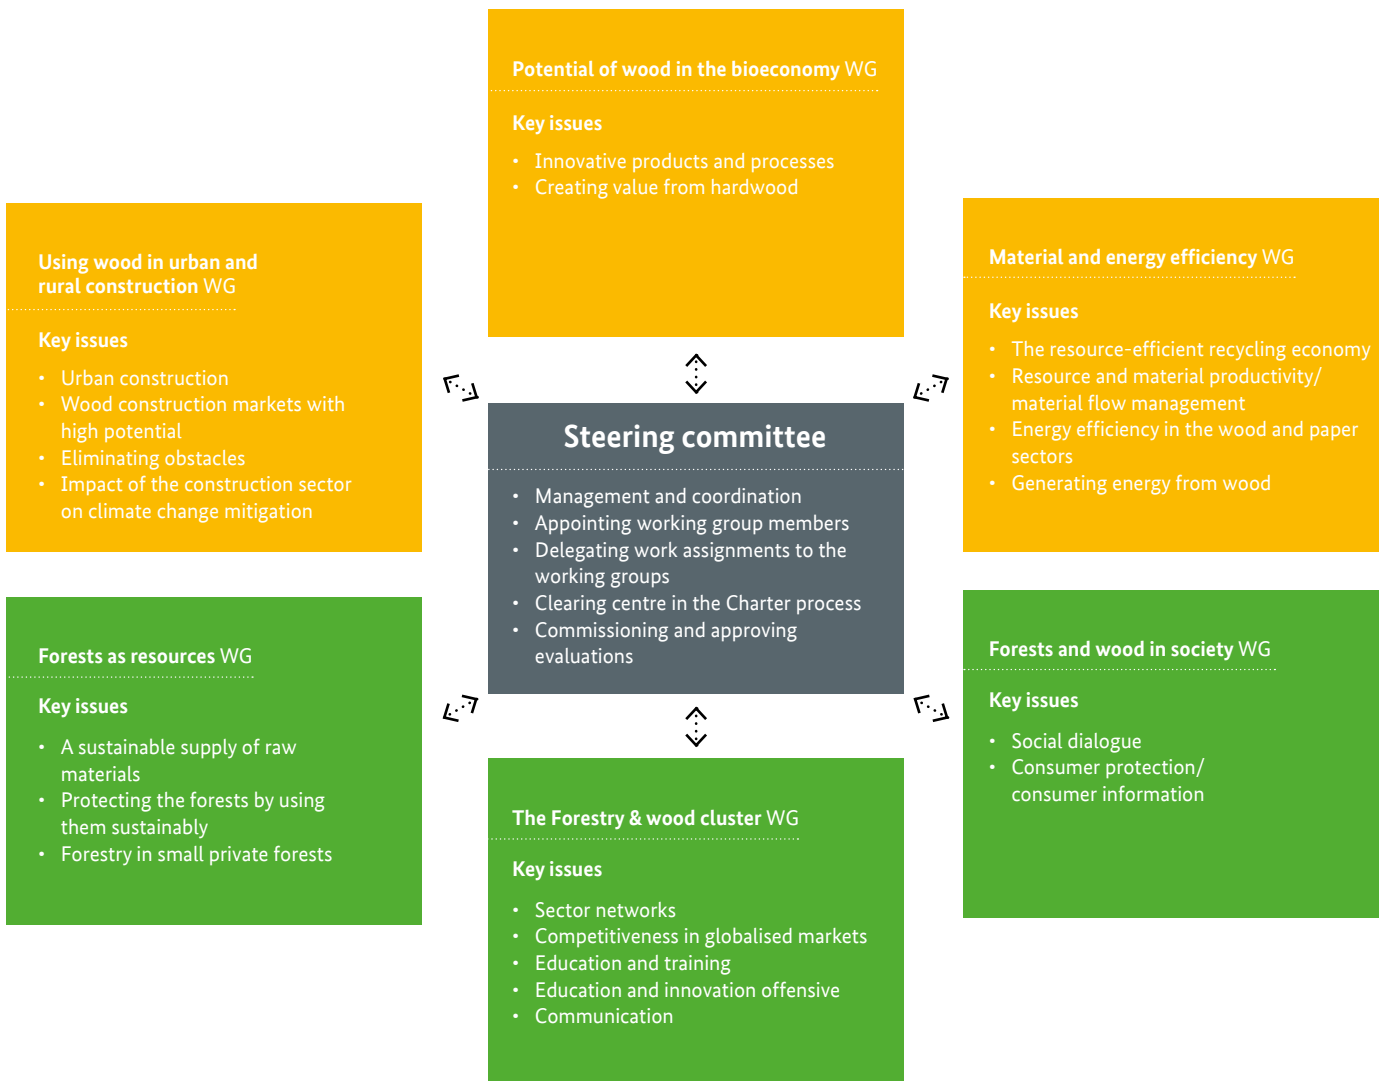 Potential of wood in the bioeconomy WG
Key issues
• Innovative products and processes
• Creating value from hardwood
Using wood in urban and
rural construction WG
Key issues
• Urban construction
• Wood construction markets with
high potential
• Eliminating obstacles
• Impact of the construction sector
on climate change mitigation
Material and energy efficiency WG
Key issues
• The resource-efficient recycling economy
• Resource and material productivity/
material flow management
• Energy efficiency in the wood and paper
sectors
• Generating energy from wood
Steering committee
• Management and coordination
• Appointing working group members
• Delegating work assignments to the
working groups
• Clearing centre in the Charter process
• Commissioning and approving
evaluations
Forests as resources WG
Key issues
• A sustainable supply of raw
materials
• Protecting the forests by using
them sustainably
• Forestry in small private forests
Forests and wood in society WG
Key issues
• Social dialogue
• Consumer protection/
consumer information
The Forestry & wood cluster WG
Key issues
• Sector networks
• Competitiveness in globalised markets
• Education and training
• Education and innovation offensive
• Communication